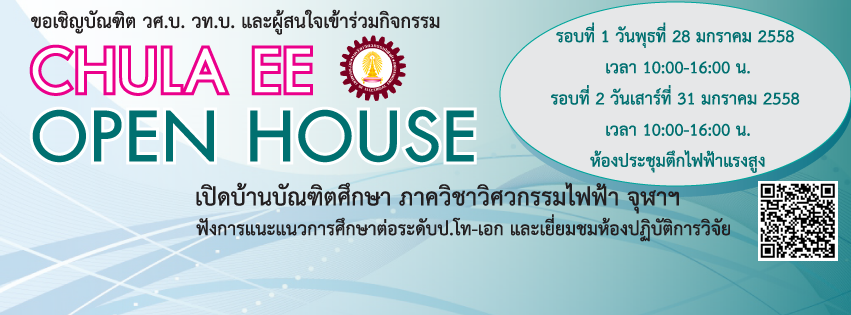 ขอเชิญบัณฑิต วศ.บ. วท.บ. และผู้สนใจเข้าร่วมกิจกรรม
CHULA EE
OPEN HOUSE
รอบที่ 1 วันพุธที่ 28 มกราคม 2558
เวลา 10:00-16:00 น.
รอบที่ 2 วันเสาร์ที่ 31 มกราคม 2558
เวลา 10:00-16:00 น.
ห้องประชุมตึกไฟฟ้าแรงสูง
เปิดบ้านบัณฑิตศึกษา ภาควิชาวิศวกรรมไฟฟ้า จุฬาฯ
ฟังการแนะแนวการศึกษาต่อระดับป.โท-เอก และเยี่ยมชมห้องปฏิบัติการวิจัย